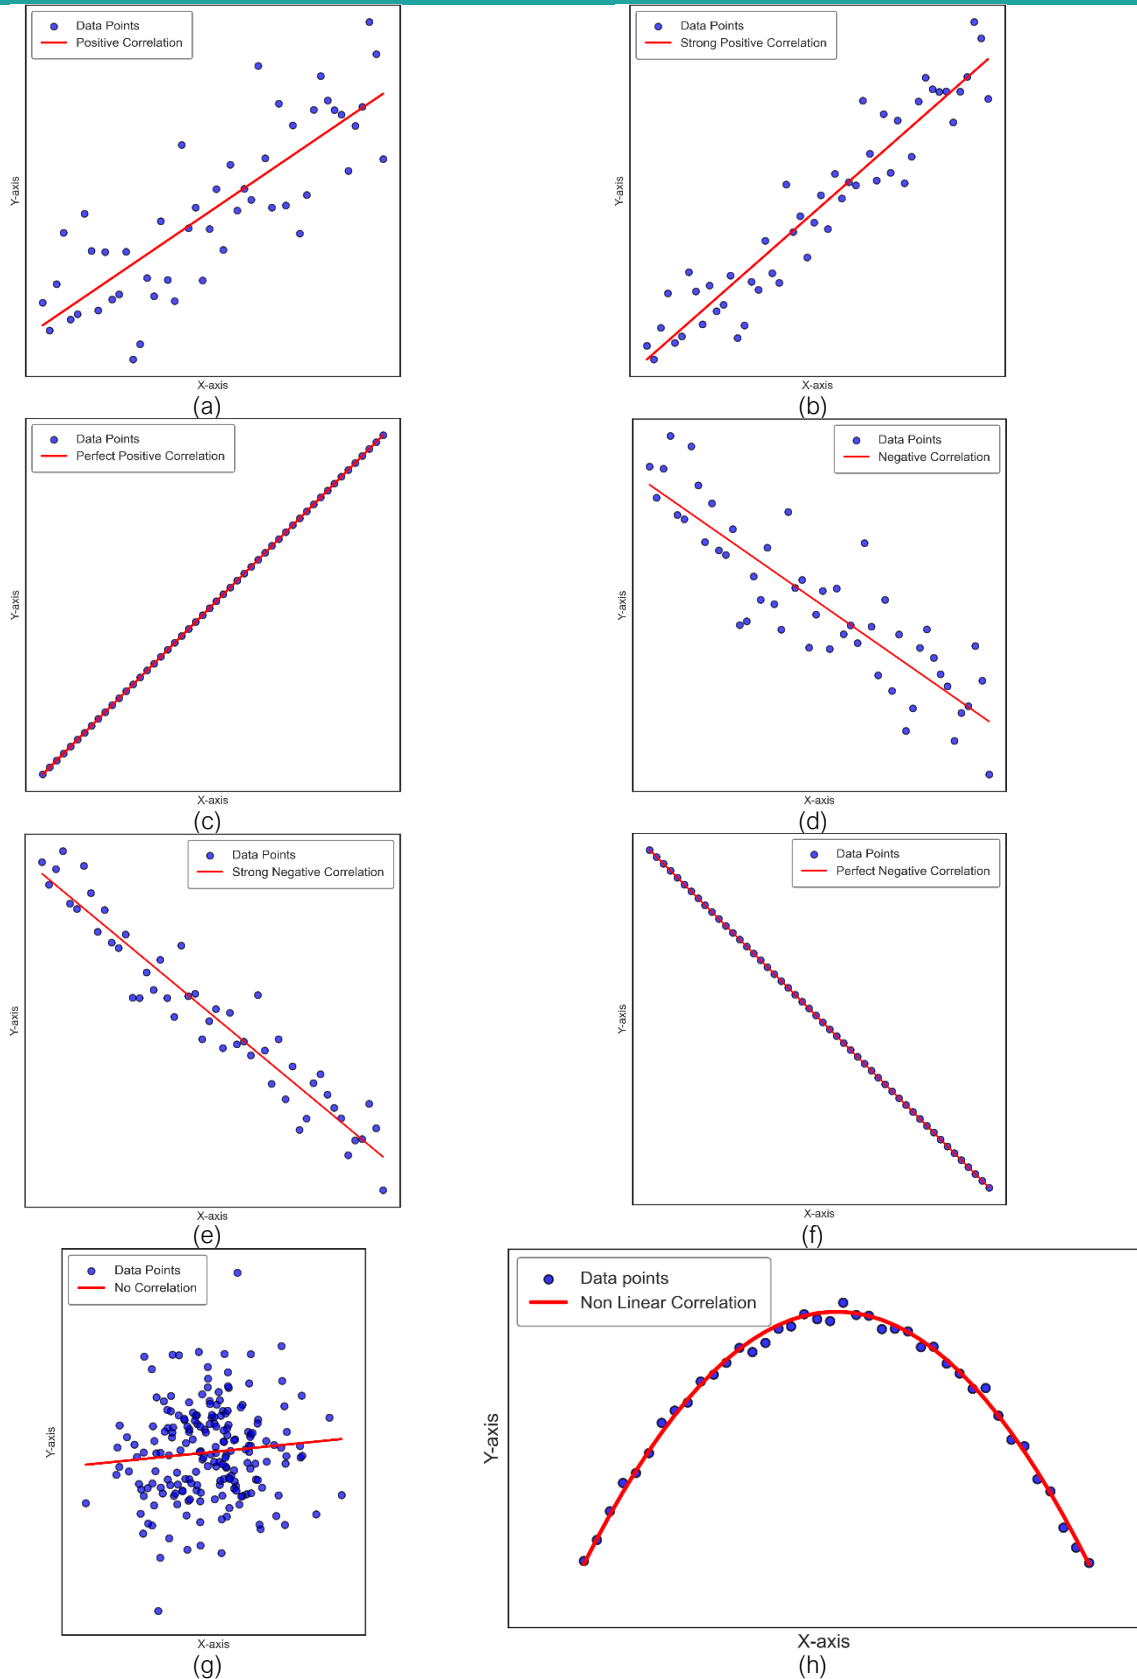 Data Points
Positive Correlation
Y-axis
X-axis
(a)
Data Points
Strong Positive Correlation
Y-axis
X-axis
(b)
Data Points
Perfect Positive Correlation
Y-axis
X-axis
(c)
Data Points
Negative Correlation
Y-axis
X-axis
(d)
Data Points
Strong Negative Correlation
Y-axis
X-axis
(e)
Data Points
Perfect Negative Correlation
Y-axis
X-axis
(f)
Data Points
No Correlation
Y-axis
X-axis
(g)
Data points
Non Linear Correlation
Y-axis
X-axis
(h)